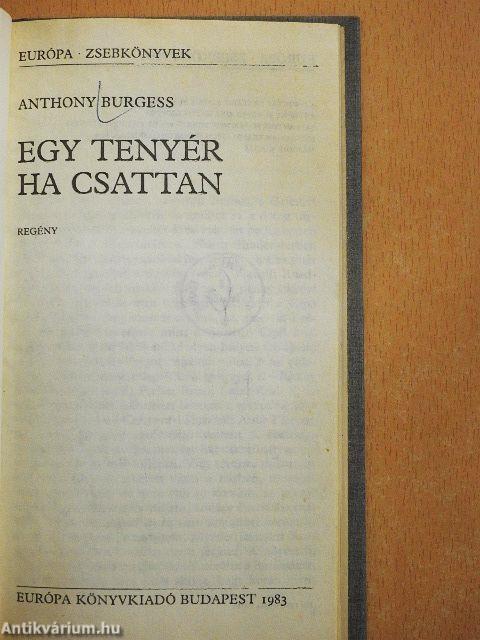 EURÓPA · ZSEBKÖNYVEK
ANTHONY BURGESS
EGY TENYÉR
HA CSATTAN
REGÉNY
EURÓPA KÖNYVKIADÓ BUDAPEST 1983
Antikvárium.hu